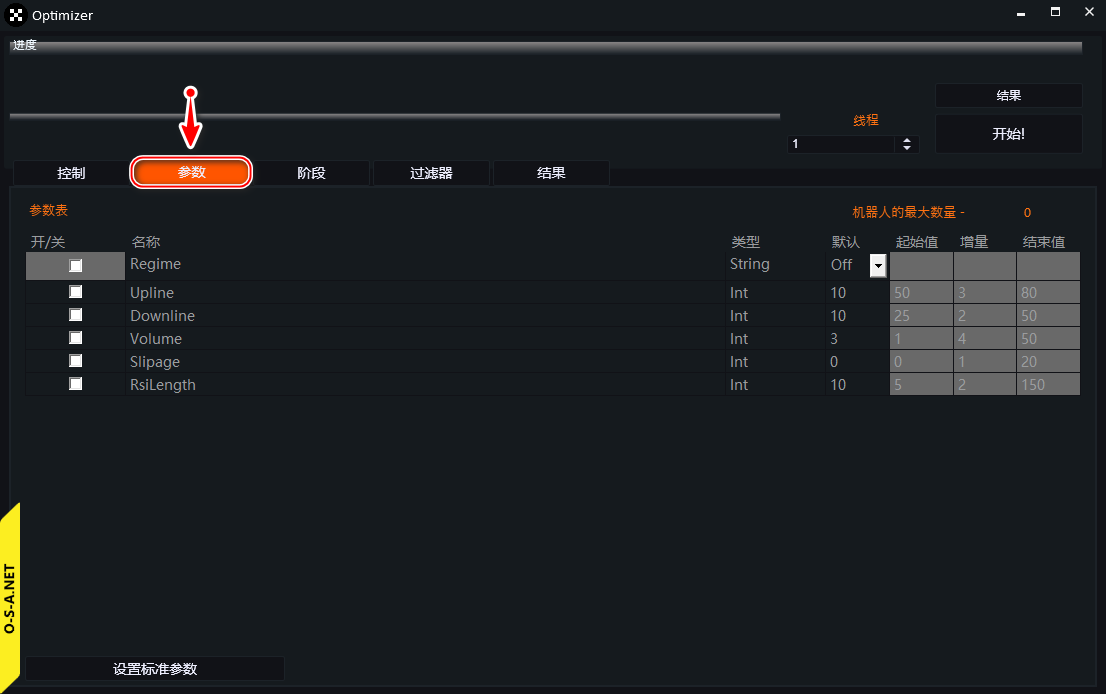 Optimizer
进度
结果
线程
开始!
1
控制 参数 阶段 过滤器 结果
参数表 机器人的最大数量 - 0
开/关 名称 类型 默认 起始值 增量 结束值
Regime String Off
Upline Int 10 50 3 80
Downline Int 10 25 2 50
Volume Int 3 1 4 50
Slipage Int 0 0 1 20
RsiLength Int 10 5 2 150
O-S-A.NET
设置标准参数